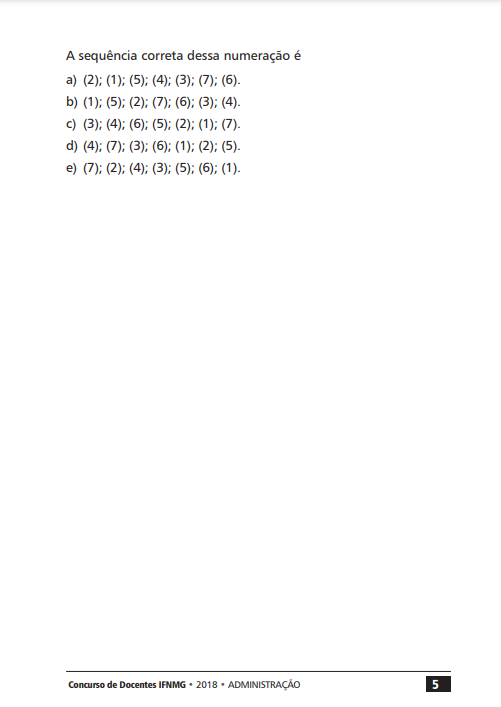 A sequência correta dessa numeração é
a) (2); (1); (5); (4); (3); (7); (6).
b) (1); (5); (2); (7); (6); (3); (4).
c) (3); (4); (6); (5); (2); (1); (7).
d) (4); (7); (3); (6); (1); (2); (5).
e) (7); (2); (4); (3); (5); (6); (1).
Concurso de Docentes IFNMG • 2018 • ADMINISTRAÇÃO 5